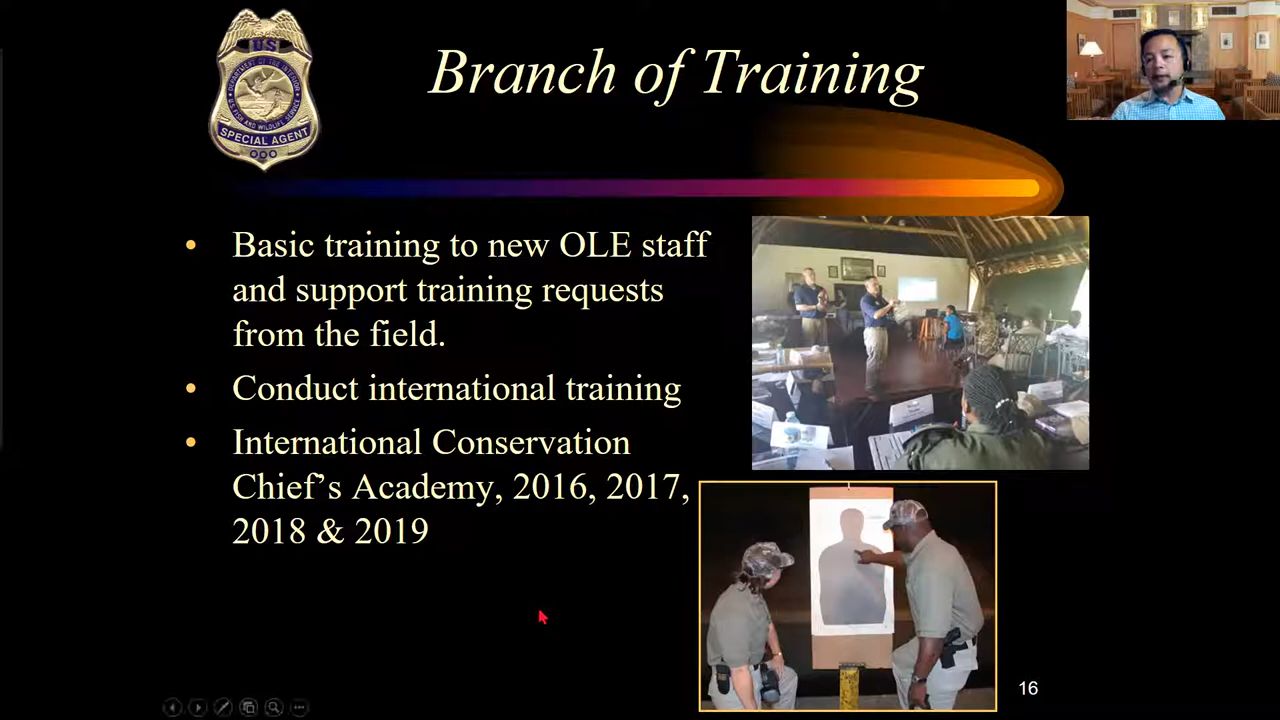 US
DEPARTMENT OF THE INTERIOR
U.S. FISH AND WILDLIFE SERVICE
SPECIAL AGENT
Branch of Training
• Basic training to new OLE staff
and support training requests
from the field.
• Conduct international training
• International Conservation
Chief’s Academy, 2016, 2017,
2018 & 2019
16